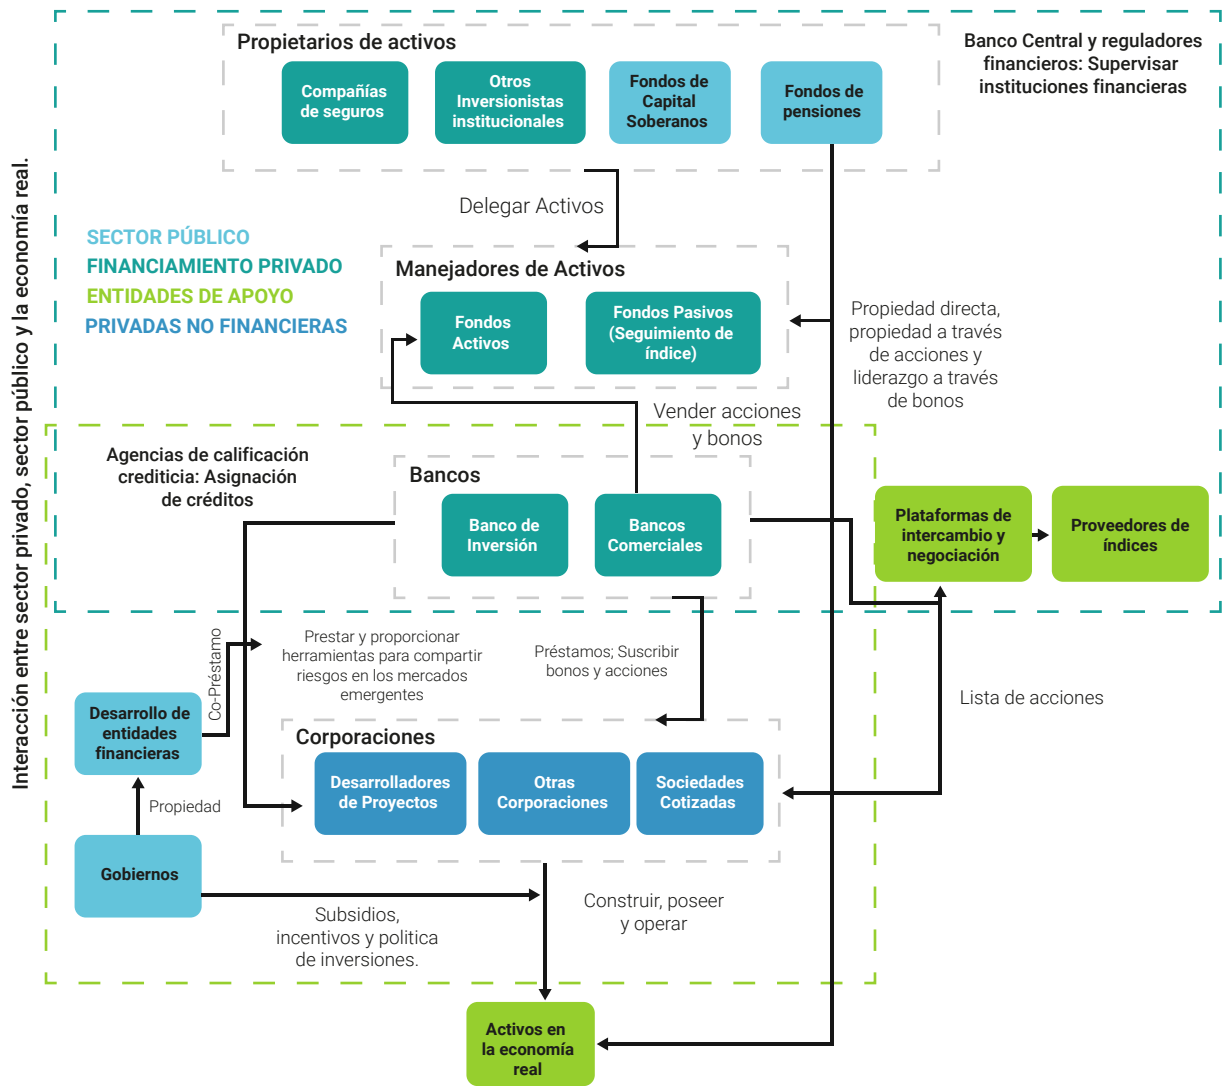 Interacción entre sector privado, sector público y la economía real.
Propietarios de activos
Compañías
de seguros
Otros
Inversionistas
institucionales
Fondos de
Capital
Soberanos
Fondos de
pensiones
Banco Central y reguladores
financieros: Supervisar
instituciones financieras
Delegar Activos
SECTOR PÚBLICO
FINANCIAMIENTO PRIVADO
ENTIDADES DE APOYO
PRIVADAS NO FINANCIERAS
Manejadores de Activos
Fondos
Activos
Fondos Pasivos
(Seguimiento de
índice)
Propiedad directa,
propiedad a través
de acciones y
liderazgo a través
de bonos
Vender acciones
y bonos
Agencias de calificación
crediticia: Asignación
de créditos
Bancos
Banco de
Inversión
Bancos
Comerciales
Plataformas de
intercambio y
negociación
Proveedores de
índices
Co-Préstamo
Prestar y proporcionar
herramientas para compartir
riesgos en los mercados
emergentes
Préstamos; Suscribir
bonos y acciones
Lista de acciones
Desarrollo de
entidades
financieras
Corporaciones
Desarrolladores
de Proyectos
Otras
Corporaciones
Sociedades
Cotizadas
Propiedad
Gobiernos
Subsidios,
incentivos y politica
de inversiones.
Construir, poseer
y operar
Activos en
la economía
real